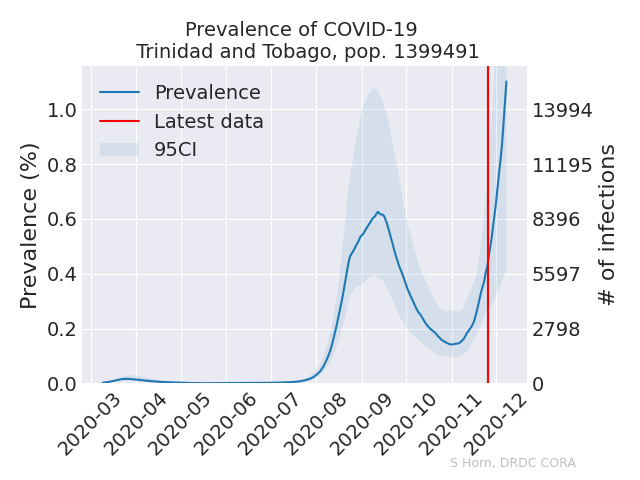 Prevalence of COVID-19
Trinidad and Tobago, pop. 1399491
Prevalence
Latest data
95CI
Prevalence (%)
1.0
0.8
0.6
0.4
0.2
0.0
13994
11195
8396
5597
2798
0
# of infections
2020-03
2020-04
2020-05
2020-06
2020-07
2020-08
2020-09
2020-10
2020-11
2020-12
S Horn, DRDC CORA